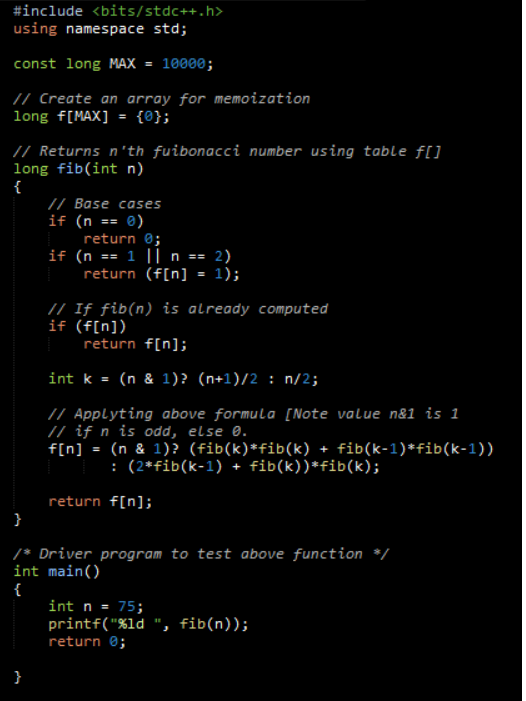 #include <bits/stdc++.h>
using namespace std;
const long MAX = 10000;
// Create an array for memoization
long f[MAX] = {0};
// Returns n'th fuibonacci number using table f[]
long fib(int n)
{
    // Base cases
    if (n == 0)
        return 0;
    if (n == 1 || n == 2)
        return (f[n] = 1);
    // If fib(n) is already computed
    if (f[n])
        return f[n];
    int k = (n & 1)? (n+1)/2 : n/2;
    // Applyting above formula [Note value n&1 is 1
    // if n is odd, else 0.
    f[n] = (n & 1)? (fib(k)*fib(k) + fib(k-1)*fib(k-1))
           : (2*fib(k-1) + fib(k))*fib(k);
    return f[n];
}
/* Driver program to test above function */
int main()
{
    int n = 75;
    printf("%ld ", fib(n));
    return 0;
}